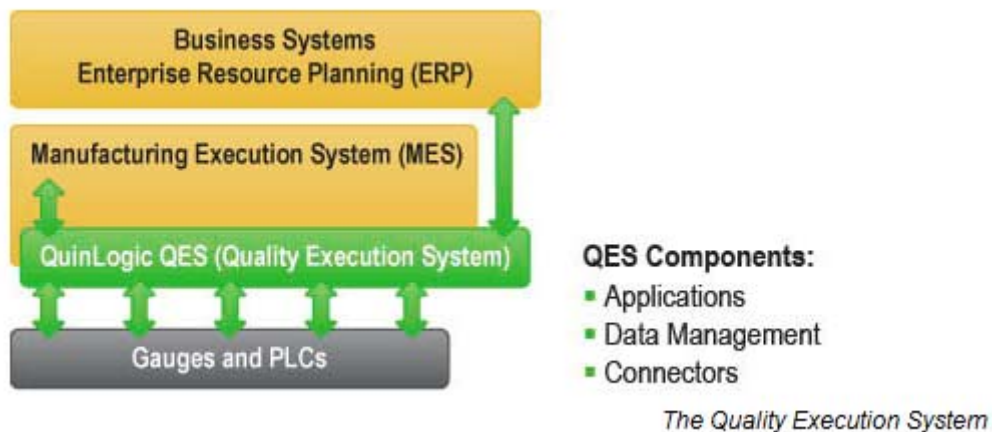 Business Systems
Enterprise Resource Planning (ERP)
Manufacturing Execution System (MES)
QuinLogic QES (Quality Execution System)
Gauges and PLCs
QES Components:
▪ Applications
▪ Data Management
▪ Connectors
The Quality Execution System